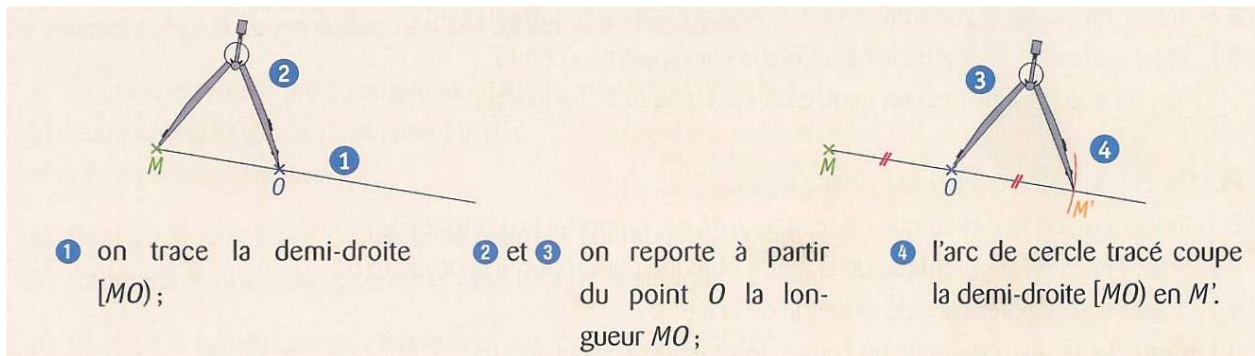 2
3
M
1
O
4
M
O
M'
1 on trace la demi-droite
[MO) ;
2 et 3 on reporte à partir
du point O la lon-
gueur MO ;
4 l'arc de cercle tracé coupe
la demi-droite [MO) en M'.